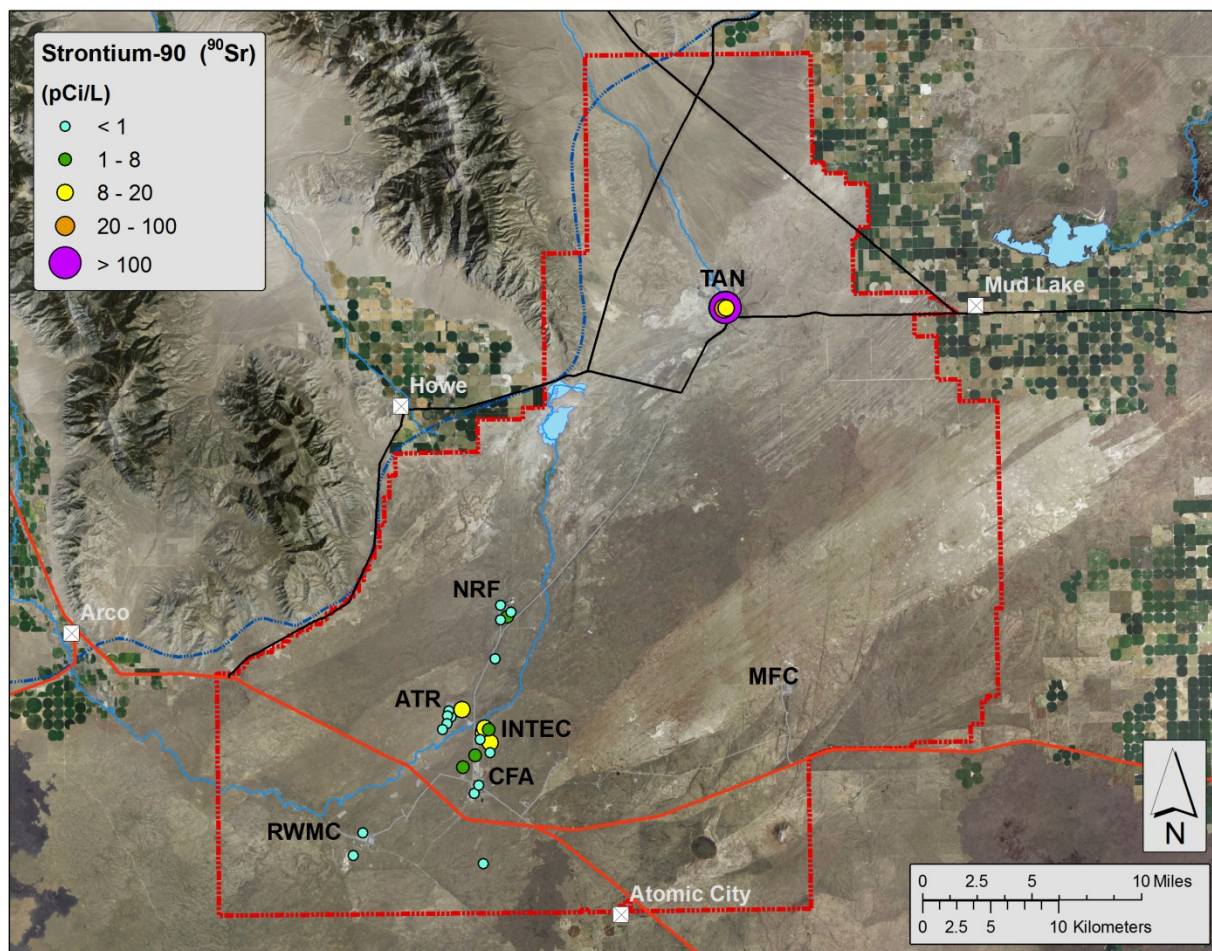 Strontium-90 (⁹⁰Sr)
(pCi/L)
< 1
1 - 8
8 - 20
20 - 100
> 100
TAN
Mud Lake
Howe
NRF
Arco
MFC
ATR
INTEC
CFA
RWMC
N
Atomic City
0 2.5 5 10 Miles
0 2.5 5 10 Kilometers